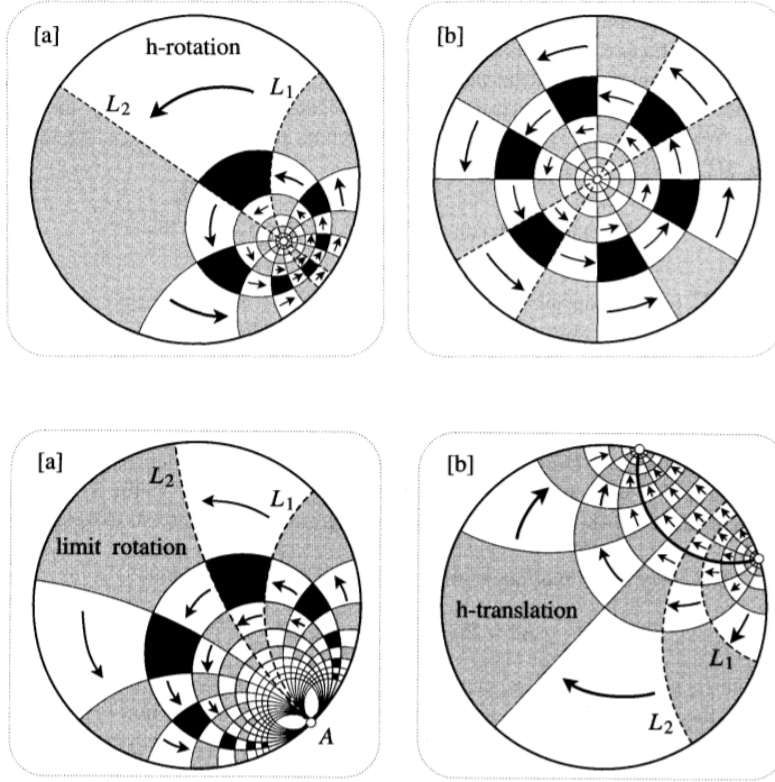 [a]
h-rotation
L₁
L₂
[b]
[a]
L₂
L₁
limit rotation
A
[b]
h-translation
L₁
L₂